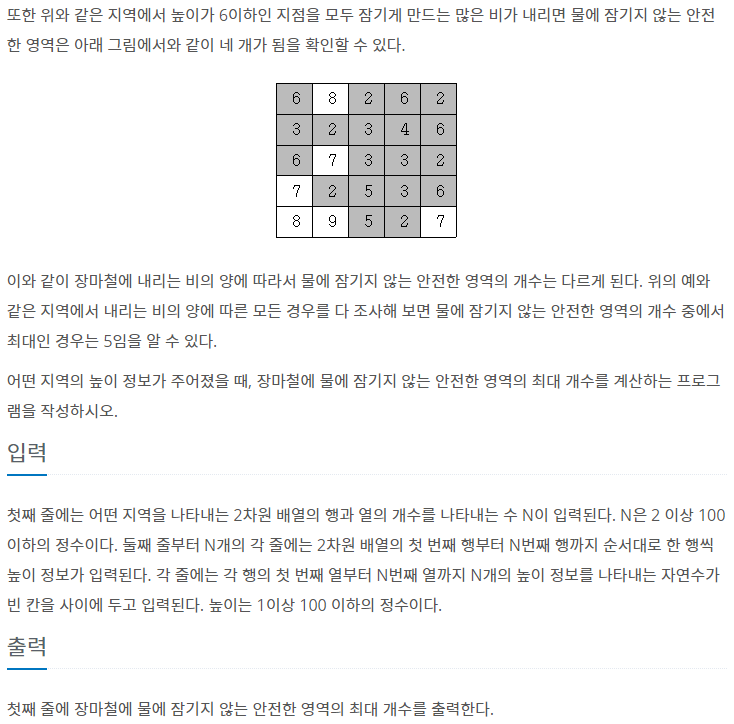 또한 위와 같은 지역에서 높이가 6이하인 지점을 모두 잠기게 만드는 많은 비가 내리면 물에 잠기지 않는 안전
한 영역은 아래 그림에서와 같이 네 개가 됨을 확인할 수 있다.
6 8 2 6 2
3 2 3 4 6
6 7 3 3 2
7 2 5 3 6
8 9 5 2 7
이와 같이 장마철에 내리는 비의 양에 따라서 물에 잠기지 않는 안전한 영역의 개수는 다르게 된다. 위의 예와
같은 지역에서 내리는 비의 양에 따른 모든 경우를 다 조사해 보면 물에 잠기지 않는 안전한 영역의 개수 중에서
최대인 경우는 5임을 알 수 있다.
어떤 지역의 높이 정보가 주어졌을 때, 장마철에 물에 잠기지 않는 안전한 영역의 최대 개수를 계산하는 프로그
램을 작성하시오.
입력
첫째 줄에는 어떤 지역을 나타내는 2차원 배열의 행과 열의 개수를 나타내는 수 N이 입력된다. N은 2 이상 100
이하의 정수이다. 둘째 줄부터 N개의 각 줄에는 2차원 배열의 첫 번째 행부터 N번째 행까지 순서대로 한 행씩
높이 정보가 입력된다. 각 줄에는 각 행의 첫 번째 열부터 N번째 열까지 N개의 높이 정보를 나타내는 자연수가
빈 칸을 사이에 두고 입력된다. 높이는 1이상 100 이하의 정수이다.
출력
첫째 줄에 장마철에 물에 잠기지 않는 안전한 영역의 최대 개수를 출력한다.